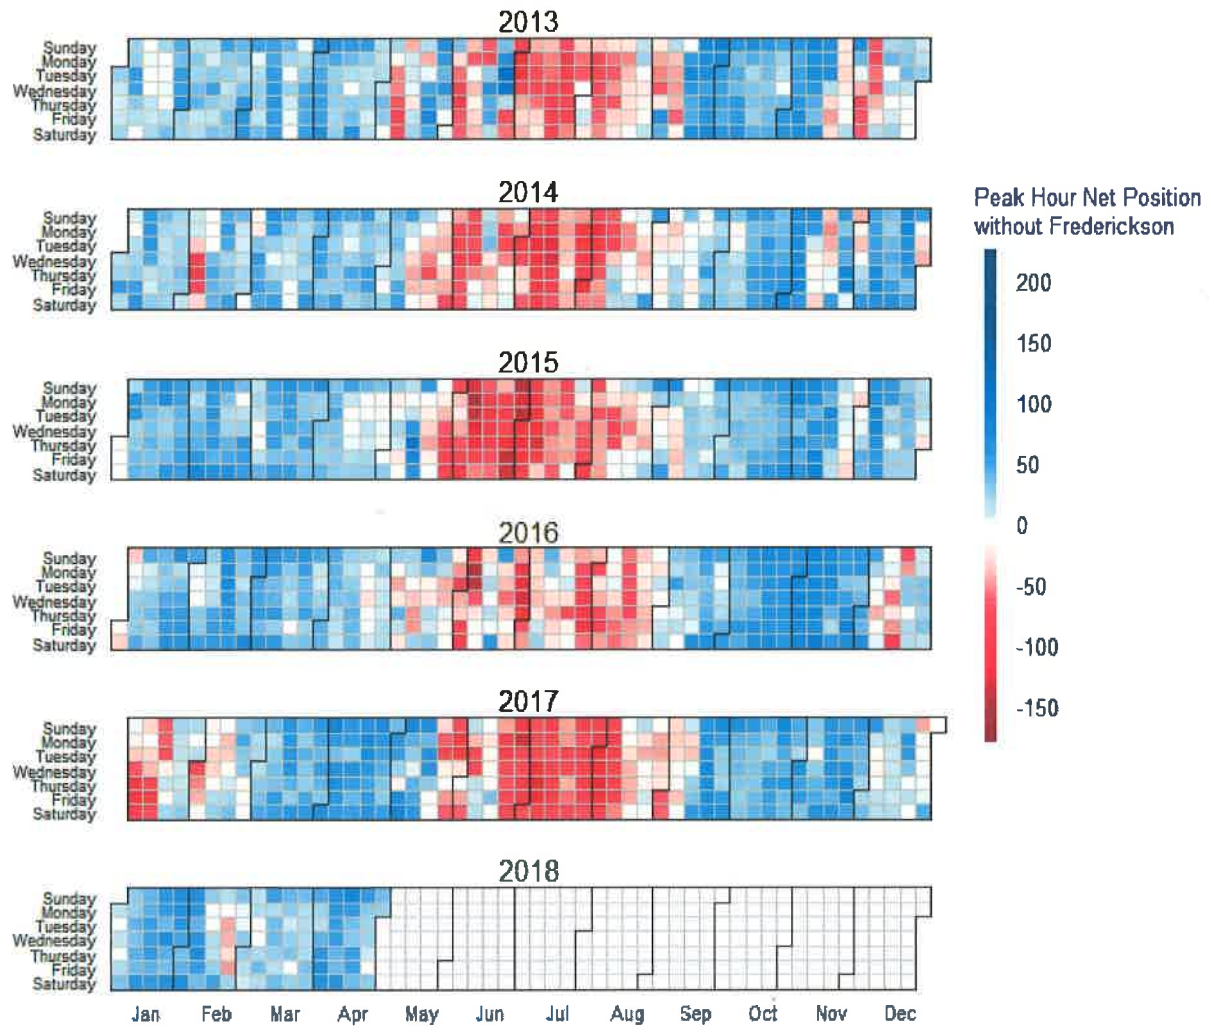 2013
Sunday
Monday
Tuesday
Wednesday
Thursday
Friday
Saturday
2014
Sunday
Monday
Tuesday
Wednesday
Thursday
Friday
Saturday
Peak Hour Net Position
without Frederickson
200
150
100
50
0
-50
-100
-150
2015
Sunday
Monday
Tuesday
Wednesday
Thursday
Friday
Saturday
2016
Sunday
Monday
Tuesday
Wednesday
Thursday
Friday
Saturday
2017
Sunday
Monday
Tuesday
Wednesday
Thursday
Friday
Saturday
2018
Sunday
Monday
Tuesday
Wednesday
Thursday
Friday
Saturday
Jan Feb Mar Apr May Jun Jul Aug Sep Oct Nov Dec